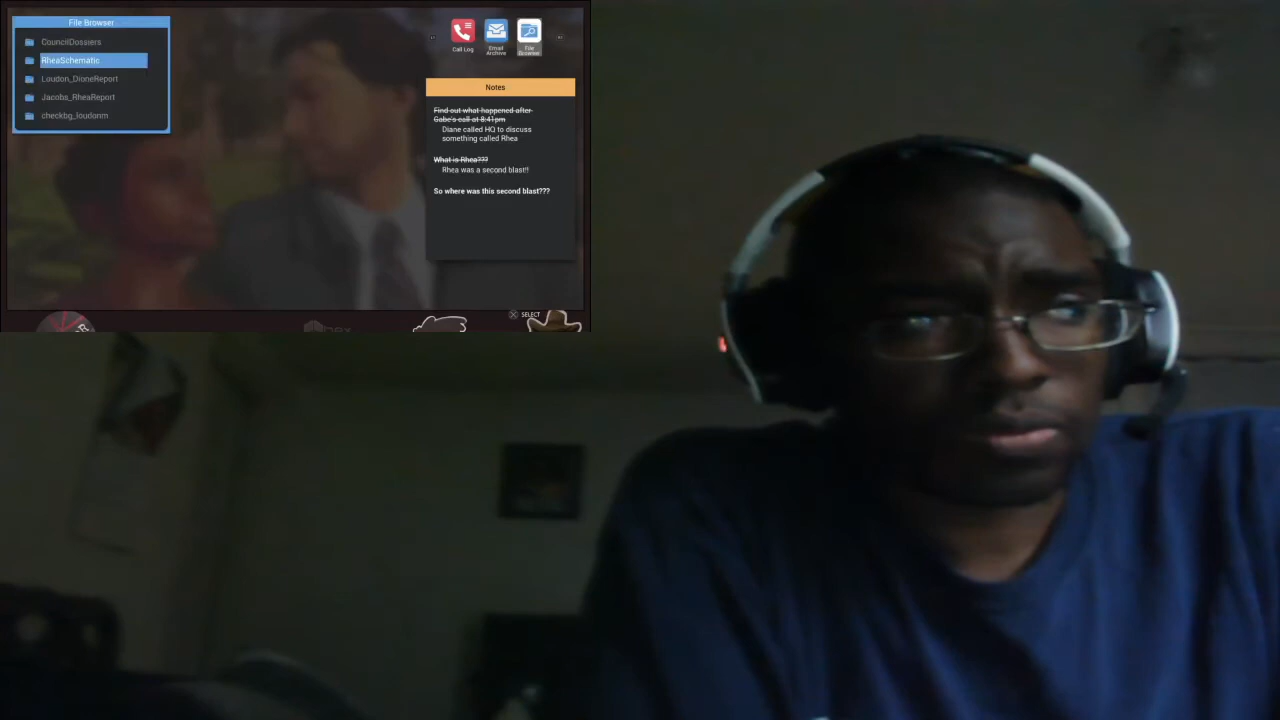 File Browser
CouncilDossiers
RheaSchematic
Loudon_DioneReport
Jacobs_RheaReport
checkbg_loudonm
Call Log
Email
Archive
File
Browser
Notes
Find out what happened after
Gabe's call at 8:41pm
Diane called HQ to discuss
something called Rhea
What is Rhea???
Rhea was a second blast!!
So where was this second blast???
SELECT